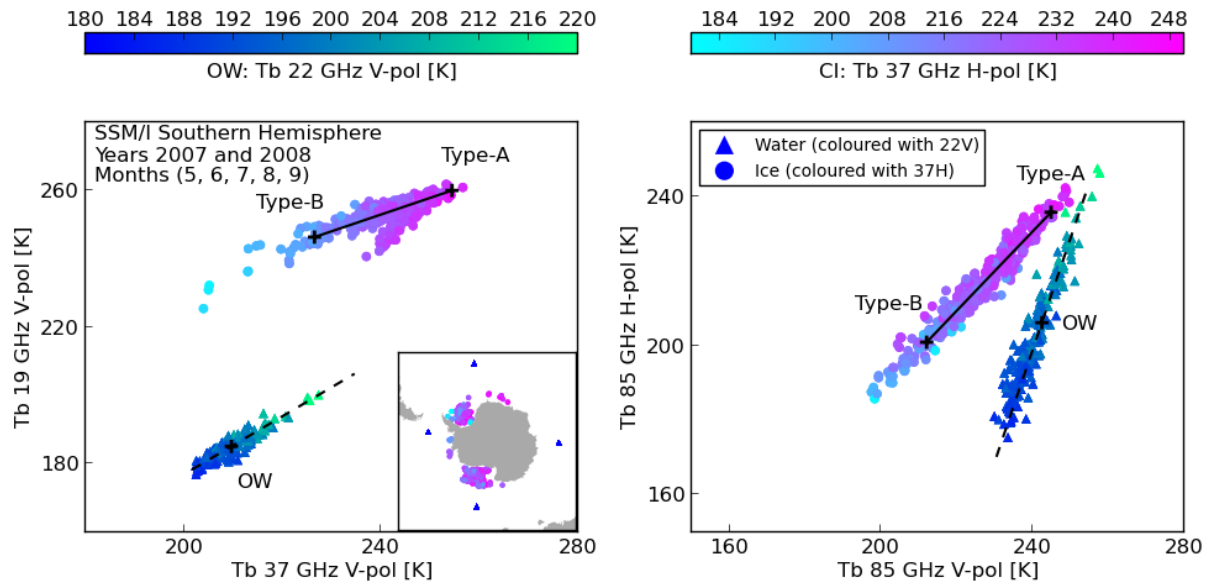 180 184 188 192 196 200 204 208 212 216 220
OW: Tb 22 GHz V-pol [K]
184 192 200 208 216 224 232 240 248
CI: Tb 37 GHz H-pol [K]
SSM/I Southern Hemisphere
Years 2007 and 2008
Months (5, 6, 7, 8, 9)
Type-A
Type-B
OW
260
220
180
Tb 19 GHz V-pol [K]
200 240 280
Tb 37 GHz V-pol [K]
Water (coloured with 22V)
Ice (coloured with 37H)
Type-A
Type-B
OW
240
200
160
Tb 85 GHz H-pol [K]
160 200 240 280
Tb 85 GHz V-pol [K]